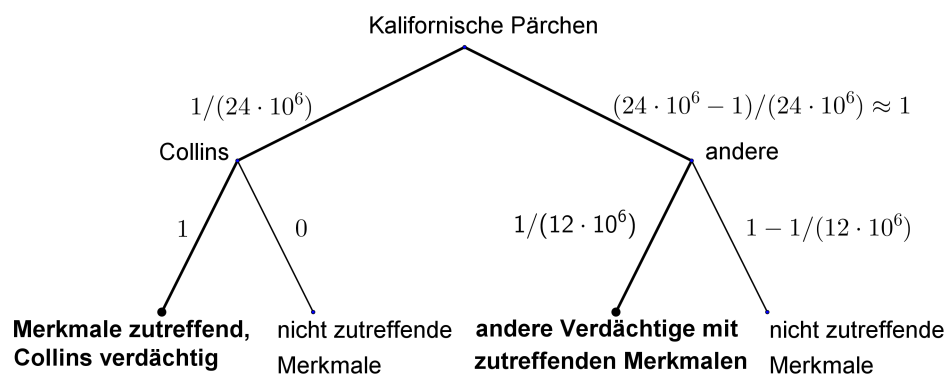 Kalifornische Pärchen
1/(24 · 10⁶)
(24 · 10⁶ − 1)/(24 · 10⁶) ≈ 1
Collins
andere
1
0
1/(12 · 10⁶)
1 − 1/(12 · 10⁶)
Merkmale zutreffend,
Collins verdächtig
nicht zutreffende
Merkmale
andere Verdächtige mit
zutreffenden Merkmalen
nicht zutreffende
Merkmale